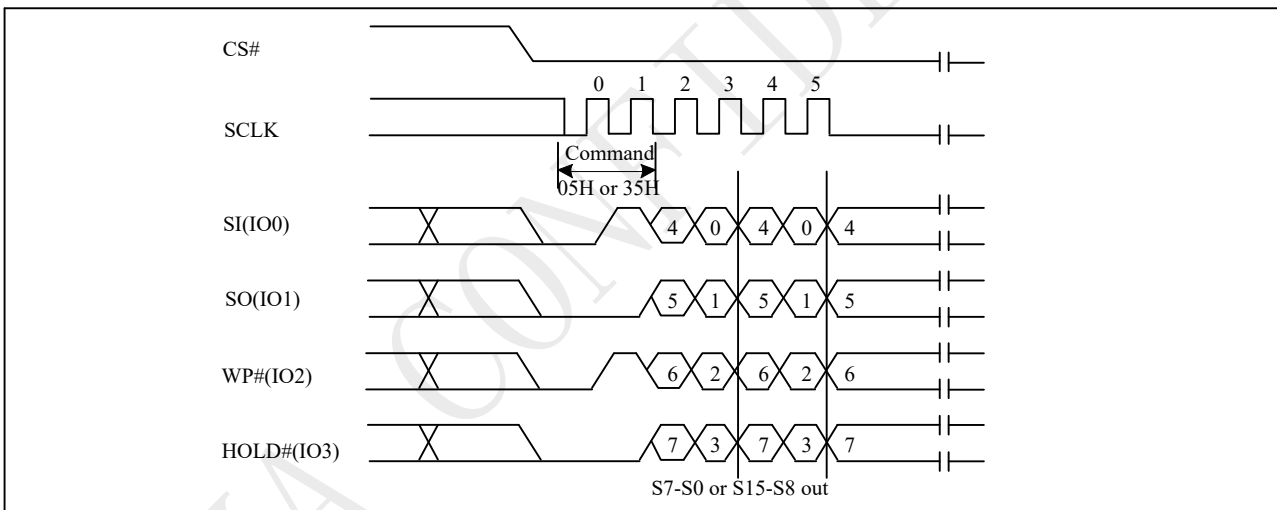 CS#
0 1 2 3 4 5
SCLK
Command
05H or 35H
SI(IO0) 4 0 4 0 4
SO(IO1) 5 1 5 1 5
WP#(IO2) 6 2 6 2 6
HOLD#(IO3) 7 3 7 3 7
S7-S0 or S15-S8 out